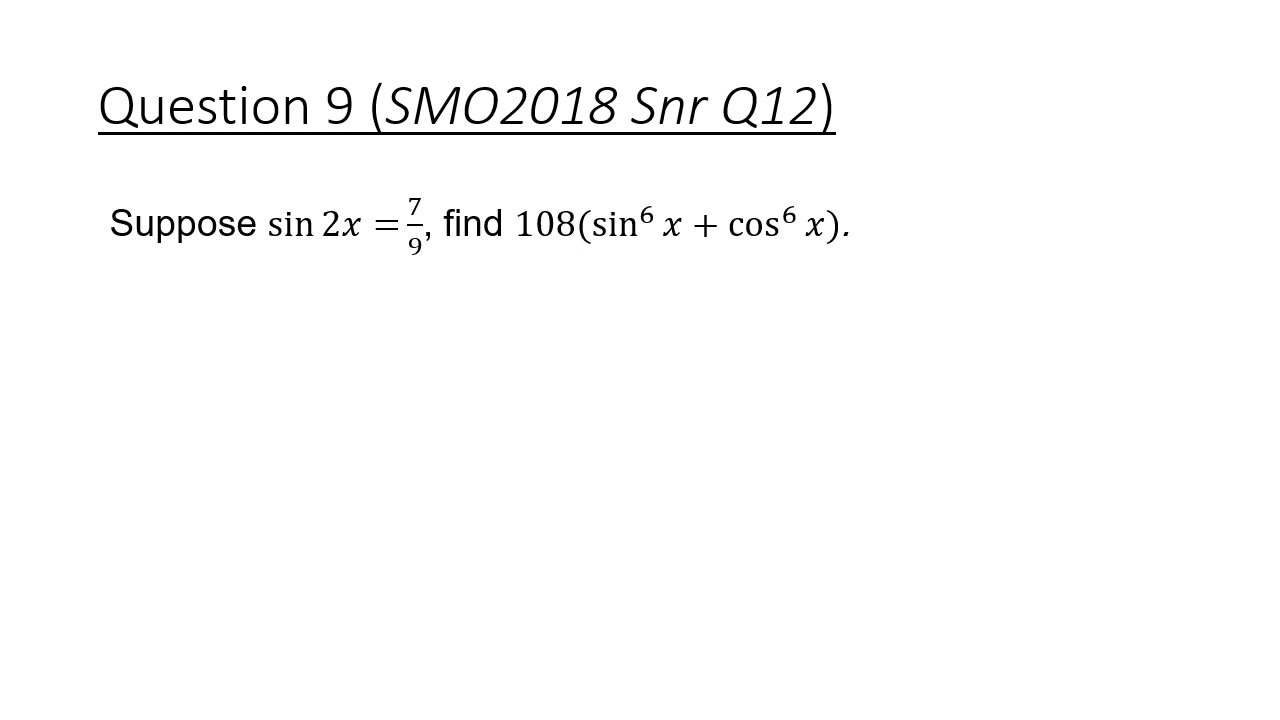 Question 9 (SMO2018 Snr Q12)
Suppose sin 2x = 7/9, find 108(sin⁶ x + cos⁶ x).